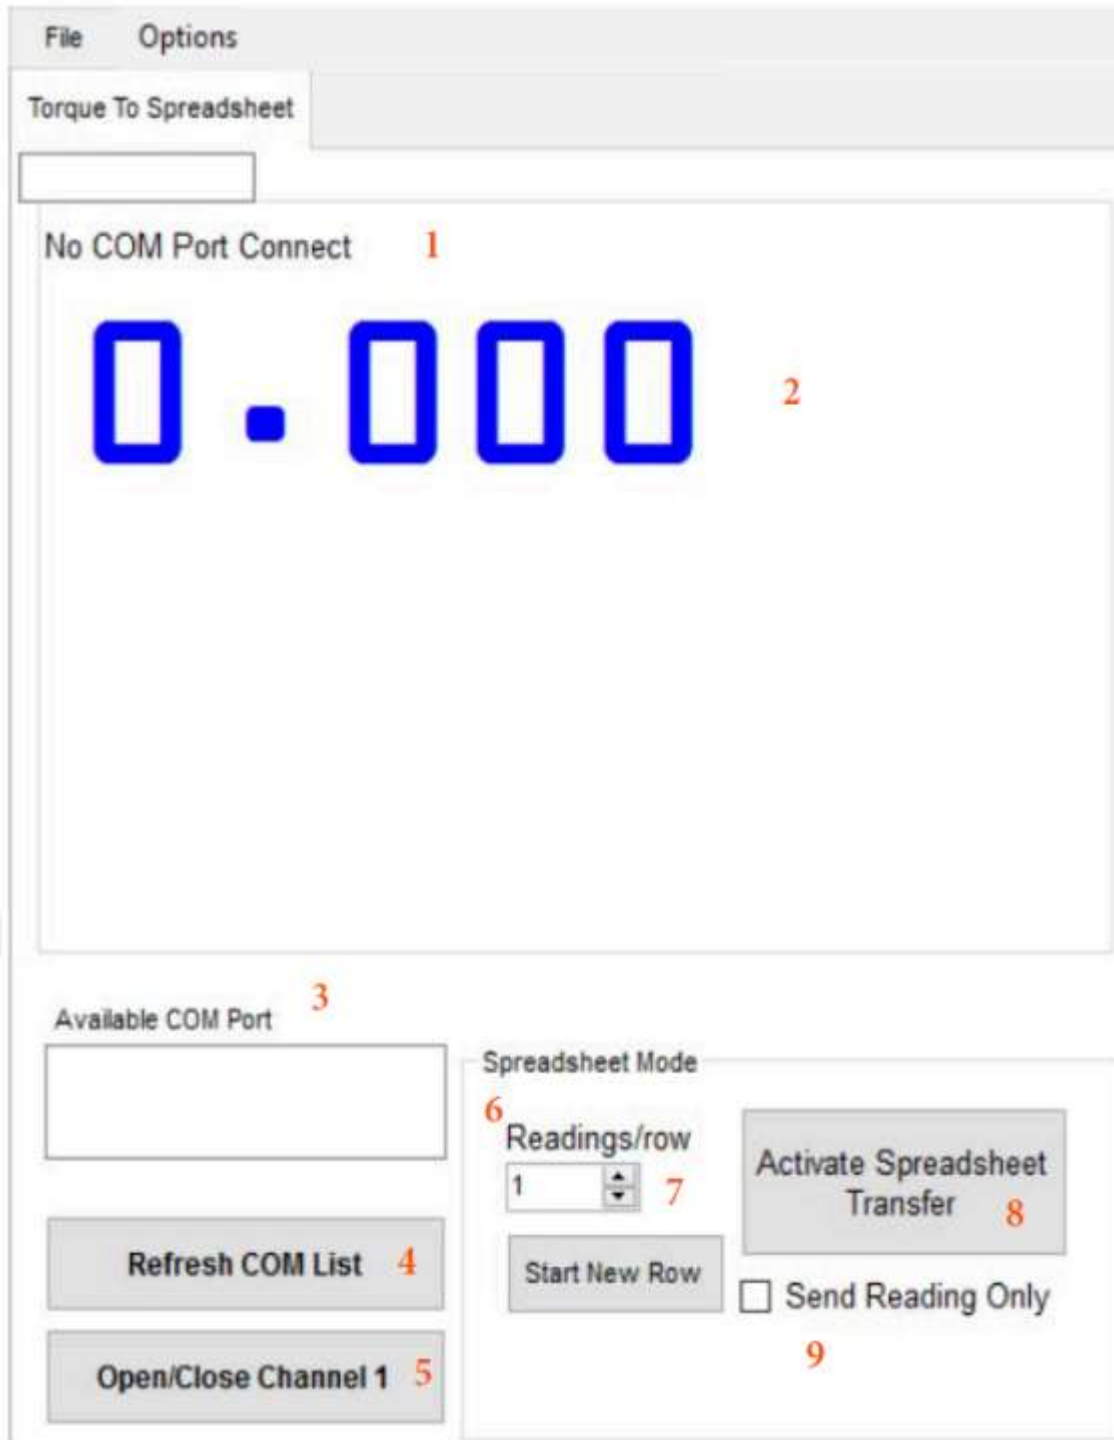 File Options
Torque To Spreadsheet
No COM Port Connect 1
0.000 2
3
Available COM Port
Spreadsheet Mode
6
Readings/row
1 7
Activate Spreadsheet
Transfer 8
Refresh COM List 4
Start New Row
Send Reading Only
9
Open/Close Channel 1 5